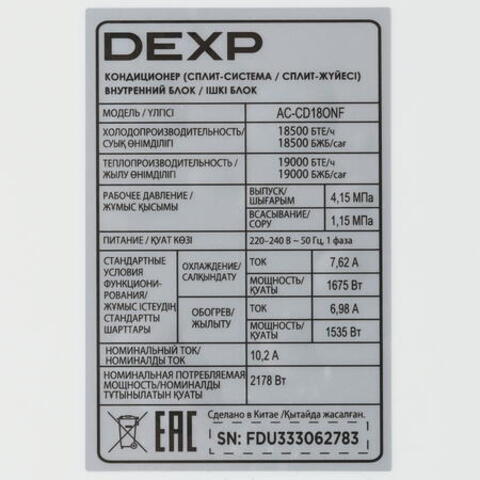 DEXP
КОНДИЦИОНЕР (СПЛИТ-СИСТЕМА / СПЛИТ-ЖҮЙЕСІ)
ВНУТРЕННИЙ БЛОК / ІШКІ БЛОК
МОДЕЛЬ / ҮЛГІСІ AC-CD18ONF
ХОЛОДОПРОИЗВОДИТЕЛЬНОСТЬ/ 18500 БТЕ/ч
СУЫҚ ӨНІМДІЛІГІ 18500 БЖБ/сағ
ТЕПЛОПРОИЗВОДИТЕЛЬНОСТЬ / 19000 БТЕ/ч
ЖЫЛУ ӨНІМДІЛІГІ 19000 БЖБ/сағ
РАБОЧЕЕ ДАВЛЕНИЕ /
ЖҰМЫС ҚЫСЫМЫ
ВЫПУСК/
ШЫҒАРЫМ
4,15 МПа
ВСАСЫВАНИЕ/
СОРУ
1,15 МПа
ПИТАНИЕ / ҚУАТ КӨЗІ 220–240 В ~ 50 Гц, 1 фаза
СТАНДАРТНЫЕ
УСЛОВИЯ
ФУНКЦИОНИ-
РОВАНИЯ/
ЖҰМЫС ІСТЕУДІҢ
СТАНДАРТТЫ
ШАРТТАРЫ
ОХЛАЖДЕНИЕ/
САЛҚЫНДАТУ
ТОК 7,62 А
МОЩНОСТЬ/
ҚУАТЫ
1675 Вт
ОБОГРЕВ/
ЖЫЛЫТУ
ТОК 6,98 А
МОЩНОСТЬ/
ҚУАТЫ
1535 Вт
НОМИНАЛЬНЫЙ ТОК/
НОМИНАЛДЫ ТОК
10,2 А
НОМИНАЛЬНАЯ ПОТРЕБЛЯЕМАЯ
МОЩНОСТЬ/НОМИНАЛДЫ
ТҰТЫНЫЛАТЫН ҚУАТЫ
2178 Вт
EAC
Сделано в Китае /Қытайда жасалған.
SN: FDU333062783